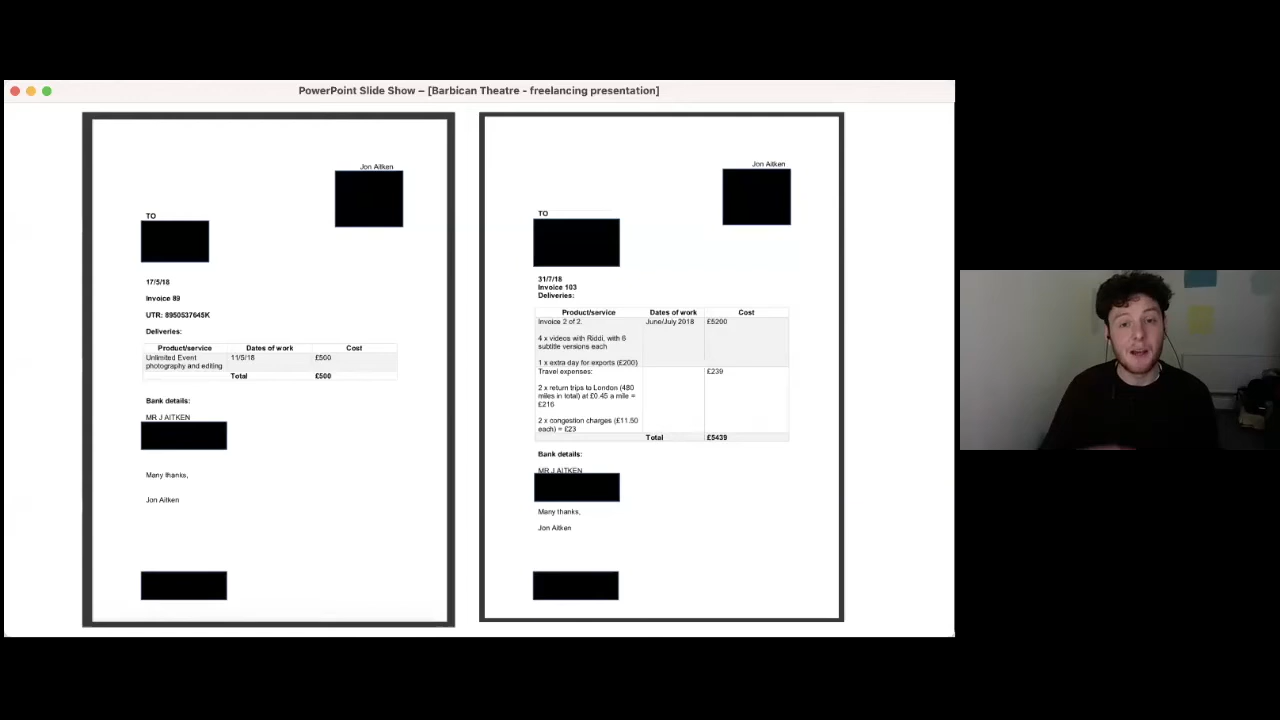 PowerPoint Slide Show – [Barbican Theatre - freelancing presentation]
Jon Aitken
TO
17/5/18
Invoice 89
UTR: 8950537645K
Deliveries:
Product/service Dates of work Cost
Unlimited Event 11/5/18 £500
photography and editing
Total £500
Bank details:
MR J AITKEN
Many thanks,
Jon Aitken
Jon Aitken
TO
31/7/18
Invoice 103
Deliveries:
Product/service Dates of work Cost
Invoice 2 of 2. June/July 2018 £5200
4 x videos with Riddi, with 6
subtitle versions each
1 x extra day for exports (£200)
Travel expenses: £239
2 x return trips to London (480
miles in total) at £0.45 a mile =
£216
2 x congestion charges (£11.50
each) = £23
Total £5439
Bank details:
MR J AITKEN
Many thanks,
Jon Aitken